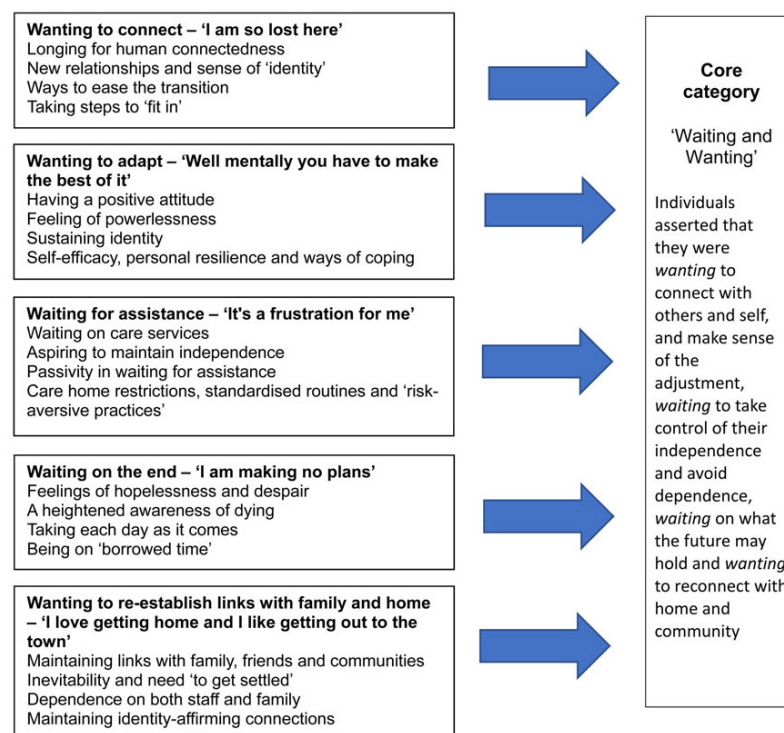 Wanting to connect – ‘I am so lost here’
Longing for human connectedness
New relationships and sense of ‘identity’
Ways to ease the transition
Taking steps to ‘fit in’
Wanting to adapt – ‘Well mentally you have to make
the best of it’
Having a positive attitude
Feeling of powerlessness
Sustaining identity
Self-efficacy, personal resilience and ways of coping
Waiting for assistance – ‘It's a frustration for me’
Waiting on care services
Aspiring to maintain independence
Passivity in waiting for assistance
Care home restrictions, standardised routines and ‘risk-
aversive practices’
Waiting on the end – ‘I am making no plans’
Feelings of hopelessness and despair
A heightened awareness of dying
Taking each day as it comes
Being on ‘borrowed time’
Wanting to re-establish links with family and home
– ‘I love getting home and I like getting out to the
town’
Maintaining links with family, friends and communities
Inevitability and need ‘to get settled’
Dependence on both staff and family
Maintaining identity-affirming connections
Core
category
‘Waiting and
Wanting’
Individuals
asserted that
they were
wanting to
connect with
others and self,
and make sense
of the
adjustment,
waiting to take
control of their
independence
and avoid
dependence,
waiting on what
the future may
hold and wanting
to reconnect with
home and
community